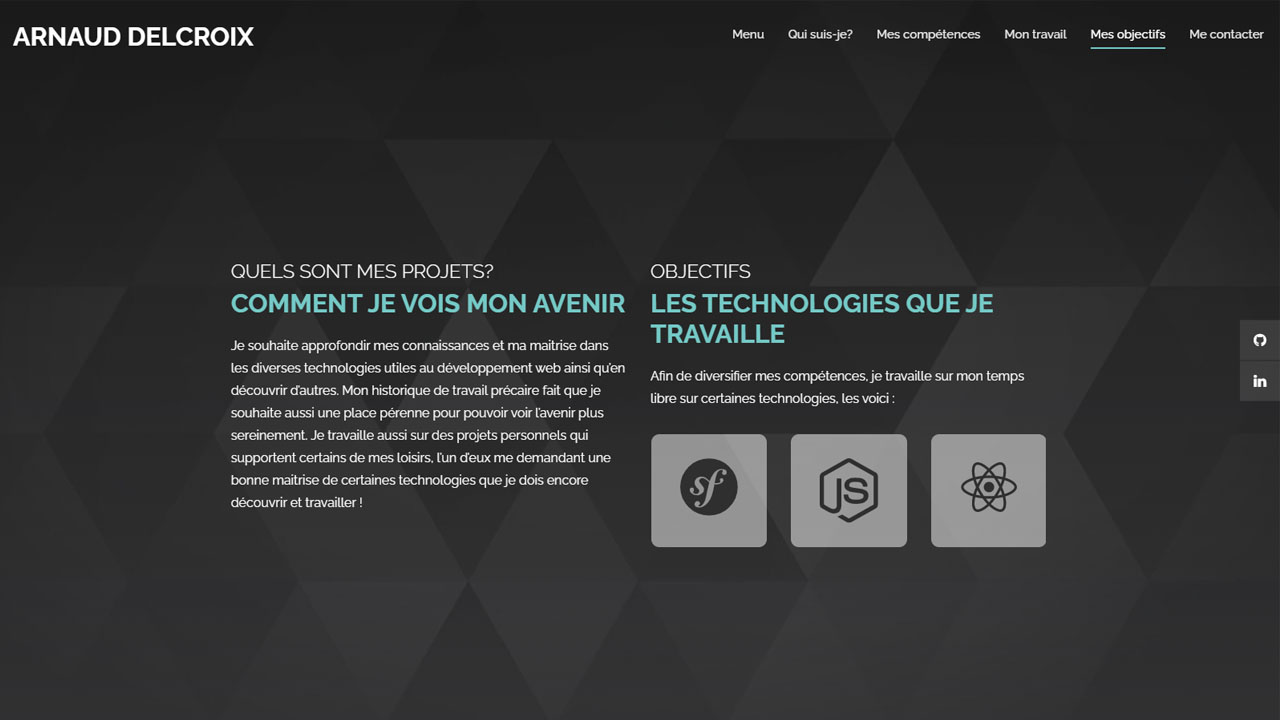 ARNAUD DELCROIX
Menu
Qui suis-je?
Mes compétences
Mon travail
Mes objectifs
Me contacter
QUELS SONT MES PROJETS?
COMMENT JE VOIS MON AVENIR
Je souhaite approfondir mes connaissances et ma maitrise dans
les diverses technologies utiles au développement web ainsi qu'en
découvrir d'autres. Mon historique de travail précaire fait que je
souhaite aussi une place pérenne pour pouvoir voir l'avenir plus
sereinement. Je travaille aussi sur des projets personnels qui
supportent certains de mes loisirs, l'un d'eux me demandant une
bonne maitrise de certaines technologies que je dois encore
découvrir et travailler !
OBJECTIFS
LES TECHNOLOGIES QUE JE
TRAVAILLE
Afin de diversifier mes compétences, je travaille sur mon temps
libre sur certaines technologies, les voici :
sf
JS
in